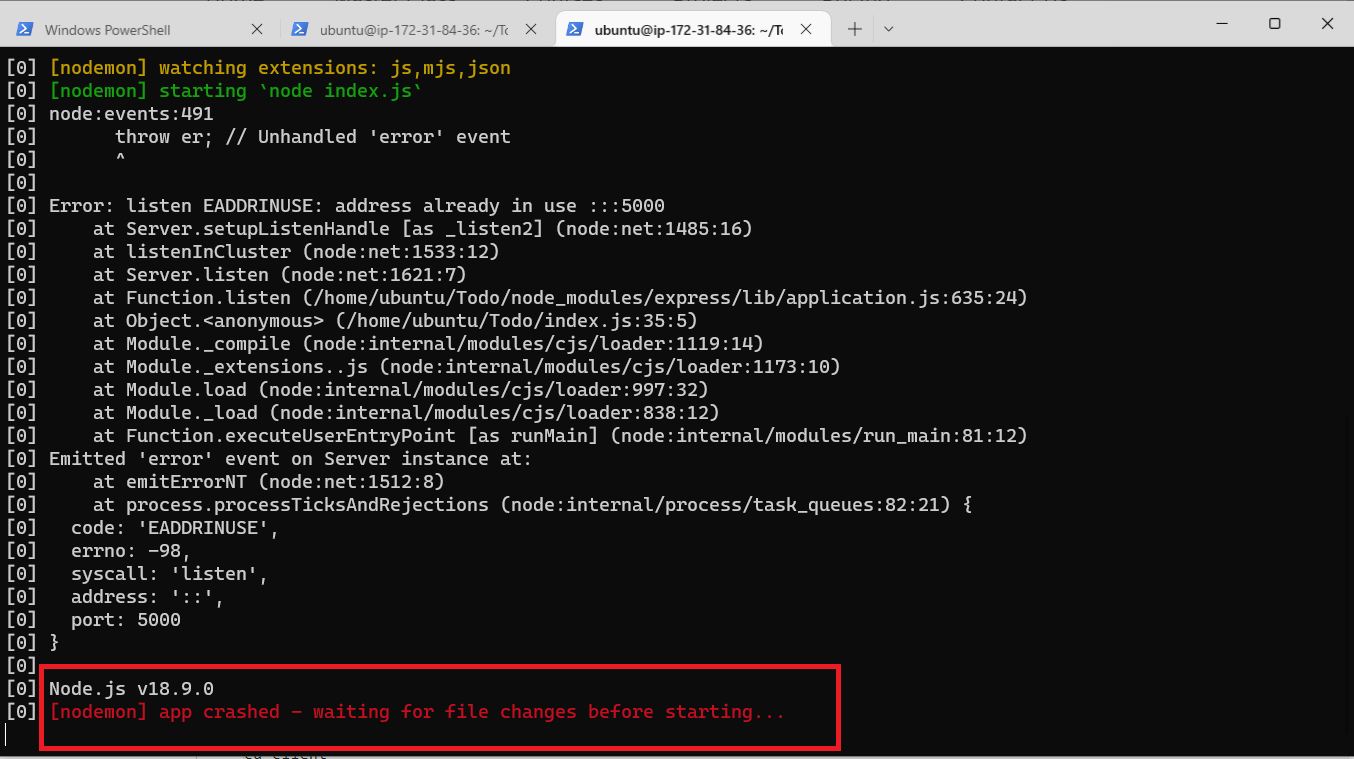 Windows PowerShell
ubuntu@ip-172-31-84-36: ~/To
ubuntu@ip-172-31-84-36: ~/To
[0] [nodemon] watching extensions: js,mjs,json
[0] [nodemon] starting `node index.js`
[0] node:events:491
[0]       throw er; // Unhandled 'error' event
[0]       ^
[0]
[0] Error: listen EADDRINUSE: address already in use :::5000
[0]     at Server.setupListenHandle [as _listen2] (node:net:1485:16)
[0]     at listenInCluster (node:net:1533:12)
[0]     at Server.listen (node:net:1621:7)
[0]     at Function.listen (/home/ubuntu/Todo/node_modules/express/lib/application.js:635:24)
[0]     at Object.<anonymous> (/home/ubuntu/Todo/index.js:35:5)
[0]     at Module._compile (node:internal/modules/cjs/loader:1119:14)
[0]     at Module._extensions..js (node:internal/modules/cjs/loader:1173:10)
[0]     at Module.load (node:internal/modules/cjs/loader:997:32)
[0]     at Module._load (node:internal/modules/cjs/loader:838:12)
[0]     at Function.executeUserEntryPoint [as runMain] (node:internal/modules/run_main:81:12)
[0] Emitted 'error' event on Server instance at:
[0]     at emitErrorNT (node:net:1512:8)
[0]     at process.processTicksAndRejections (node:internal/process/task_queues:82:21) {
[0]   code: 'EADDRINUSE',
[0]   errno: -98,
[0]   syscall: 'listen',
[0]   address: '::',
[0]   port: 5000
[0] }
[0]
[0] Node.js v18.9.0
[0] [nodemon] app crashed - waiting for file changes before starting...